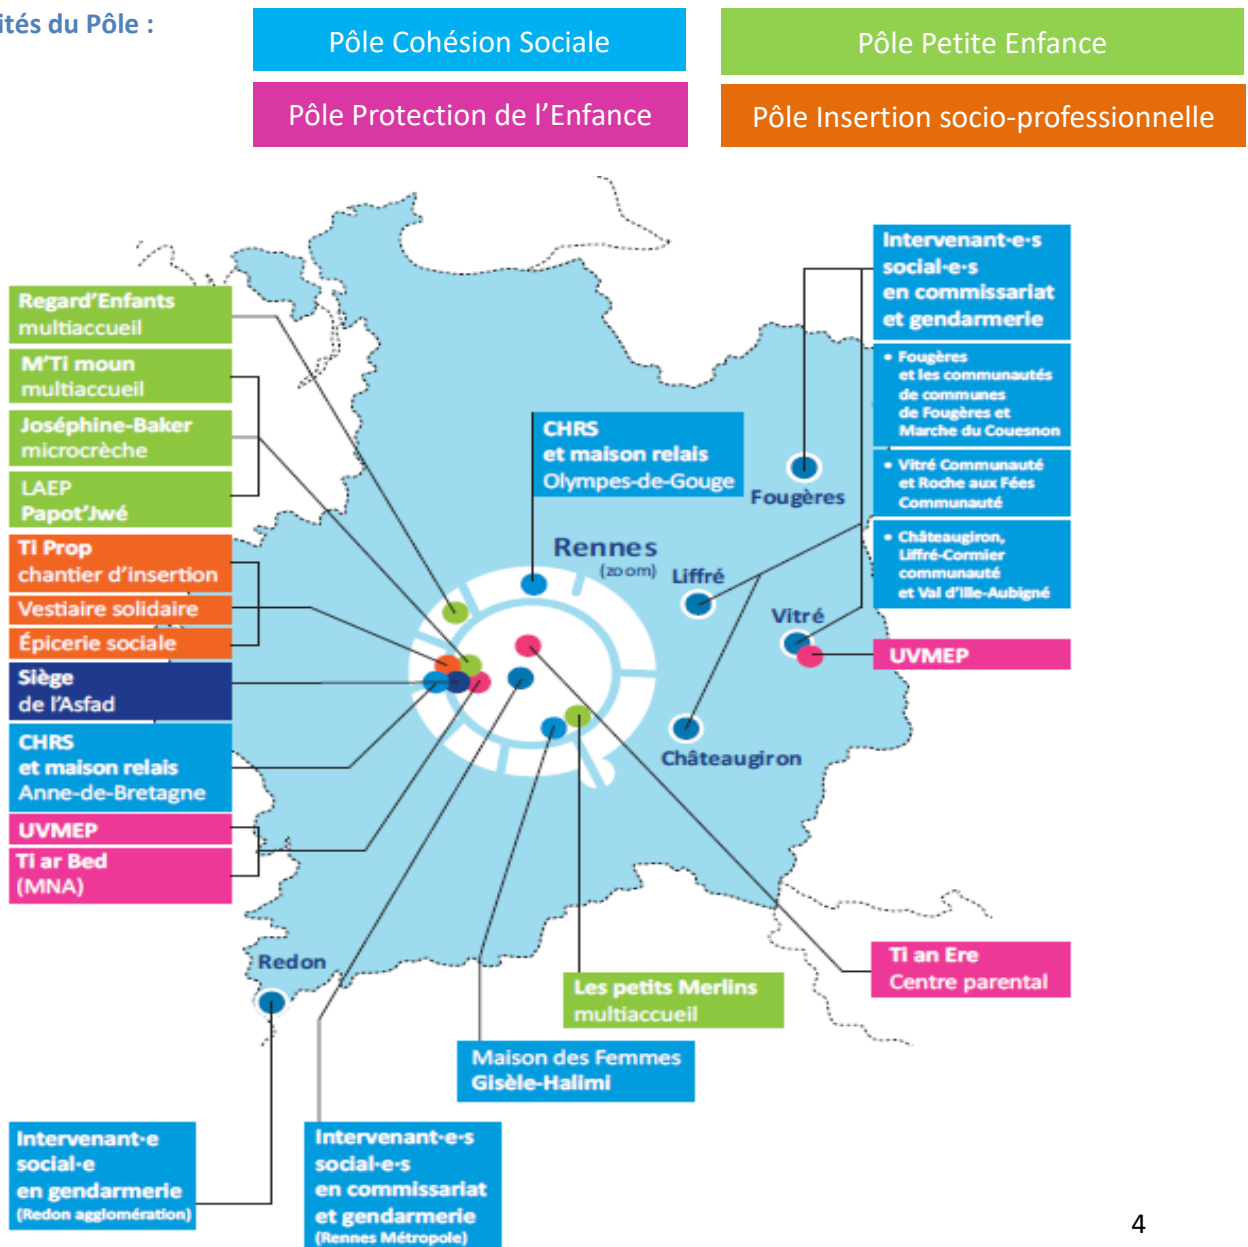 ités du Pôle :
Pôle Cohésion Sociale
Pôle Petite Enfance
Pôle Protection de l'Enfance
Pôle Insertion socio-professionnelle
Regard'Enfants
multiaccueil
M'Ti moun
multiaccueil
Joséphine-Baker
microcrèche
LAEP
Papot'Jwé
Ti Prop
chantier d'insertion
Vestiaire solidaire
Épicerie sociale
Siège
de l'Asfad
CHRS
et maison relais
Anne-de-Bretagne
UVMEP
Ti ar Bed
(MNA)
CHRS
et maison relais
Olympes-de-Gouge
Rennes
(zoom)
Fougères
Liffré
Vitré
Châteaugiron
Redon
Intervenant·e·s
social·e·s
en commissariat
et gendarmerie
• Fougères
et les communautés
de communes
de Fougères et
Marche du Couesnon
• Vitré Communauté
et Roche aux Fées
Communauté
• Châteaugiron,
Liffré-Cormier
communauté
et Val d'Ille-Aubigné
UVMEP
Ti an Ere
Centre parental
Les petits Merlins
multiaccueil
Maison des Femmes
Gisèle-Halimi
Intervenant·e
social·e
en gendarmerie
(Redon agglomération)
Intervenant·e·s
social·e·s
en commissariat
et gendarmerie
(Rennes Métropole)
4